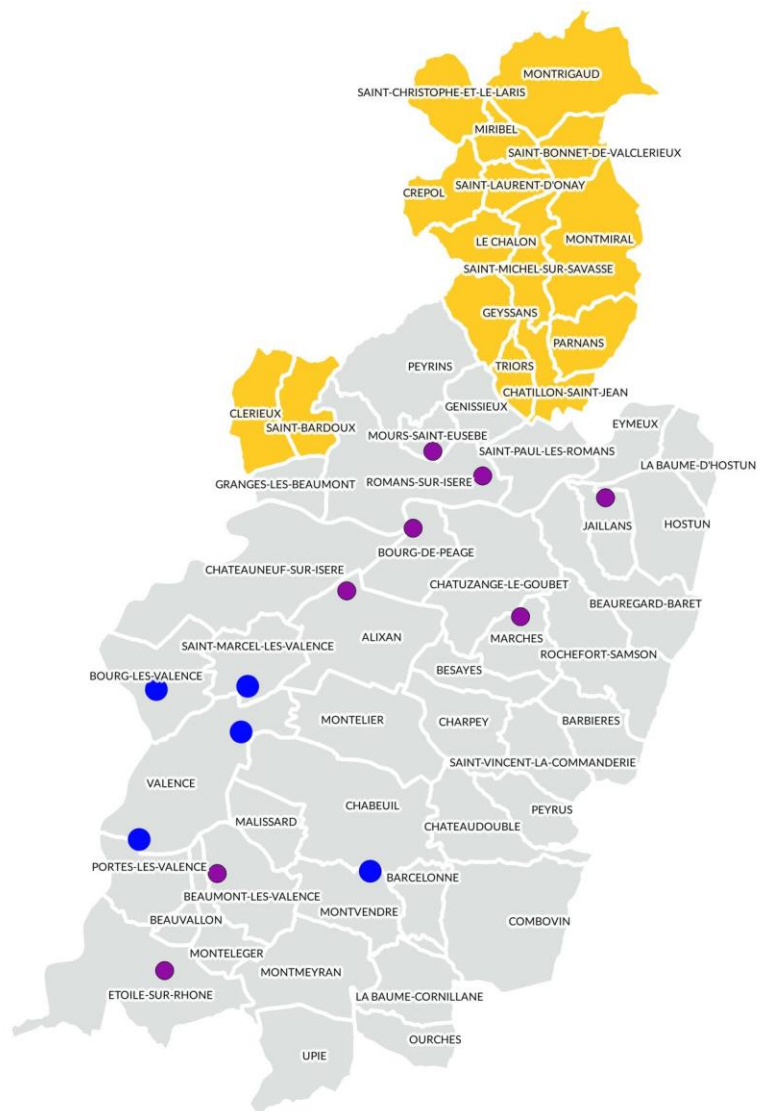 MONTRIGAUD
SAINT-CHRISTOPHE-ET-LE-LARIS
MIRIBEL
SAINT-BONNET-DE-VALCLERIEUX
SAINT-LAURENT-D'ONAY
CREPOL
LE CHALON
MONTMIRAL
SAINT-MICHEL-SUR-SAVASSE
GEYSSANS
PARNANS
PEYRINS
TRIORS
CHATILLON-SAINT-JEAN
GENISSIEUX
CLERIEUX
SAINT-BARDOUX
EYMEUX
MOURS-SAINT-EUSEBE
SAINT-PAUL-LES-ROMANS
LA BAUME-D'HOSTUN
GRANGES-LES-BEAUMONT
ROMANS-SUR-ISERE
JAILLANS
HOSTUN
BOURG-DE-PEAGE
CHATEAUNEUF-SUR-ISERE
CHATUZANGE-LE-GOUBET
BEAUREGARD-BARET
ALIXAN
MARCHES
SAINT-MARCEL-LES-VALENCE
ROCHEFORT-SAMSON
BESAYES
BOURG-LES-VALENCE
MONTELIER
CHARPEY
BARBIERES
SAINT-VINCENT-LA-COMMANDERIE
VALENCE
CHABEUIL
PEYRUS
MALISSARD
CHATEAUDOUBLE
PORTES-LES-VALENCE
BARCELONNE
BEAUMONT-LES-VALENCE
MONTVENDRE
BEAUVALLON
COMBOVIN
MONTELEGER
MONTMEYRAN
ETOILE-SUR-RHONE
LA BAUME-CORNILLANE
OURCHES
UPIE